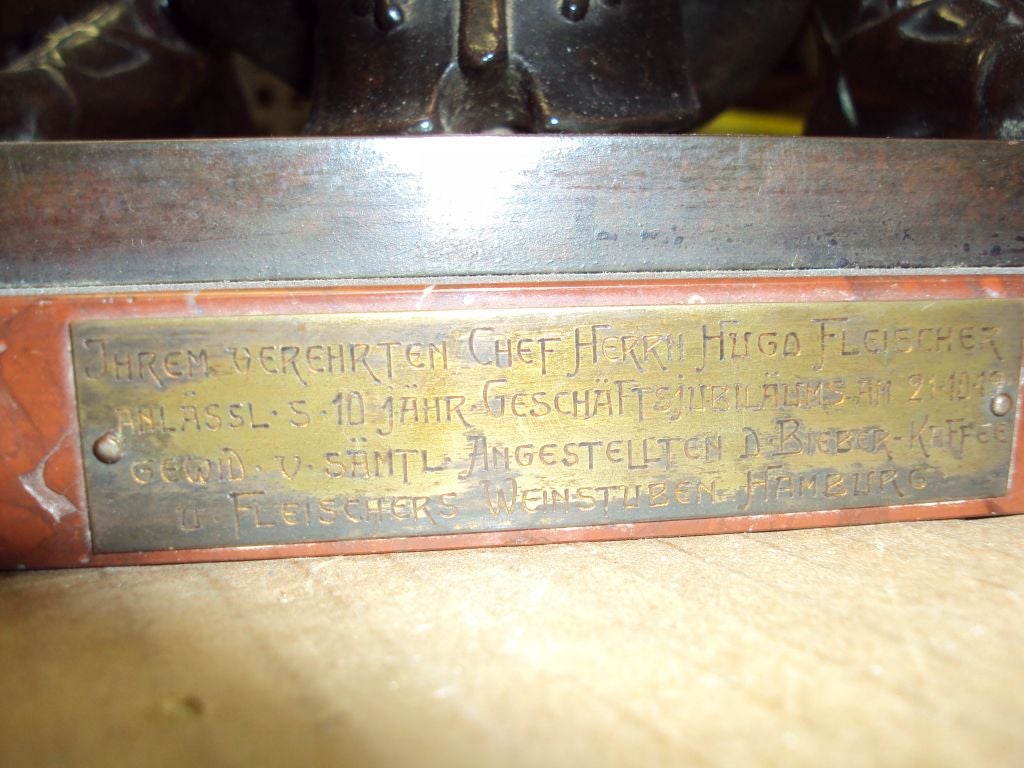 IHREM VEREHRTEN CHEF HERRN HUGO FLEISCHER
ANLÄSSL. S. 10 JÄHR. GESCHÄFTSJUBILÄUMS AM
GEWID. V. SÄMTL. ANGESTELLTEN D. BIEBER-KAFFEE
U. FLEISCHERS WEINSTUBEN HAMBURG